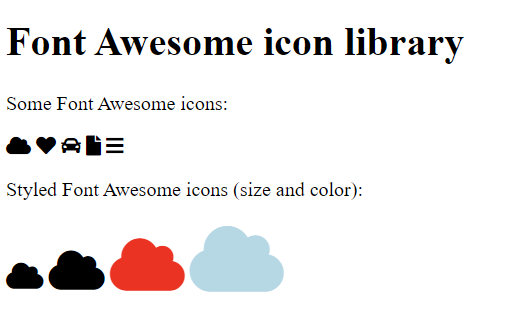 Font Awesome icon library
Some Font Awesome icons:
Styled Font Awesome icons (size and color):